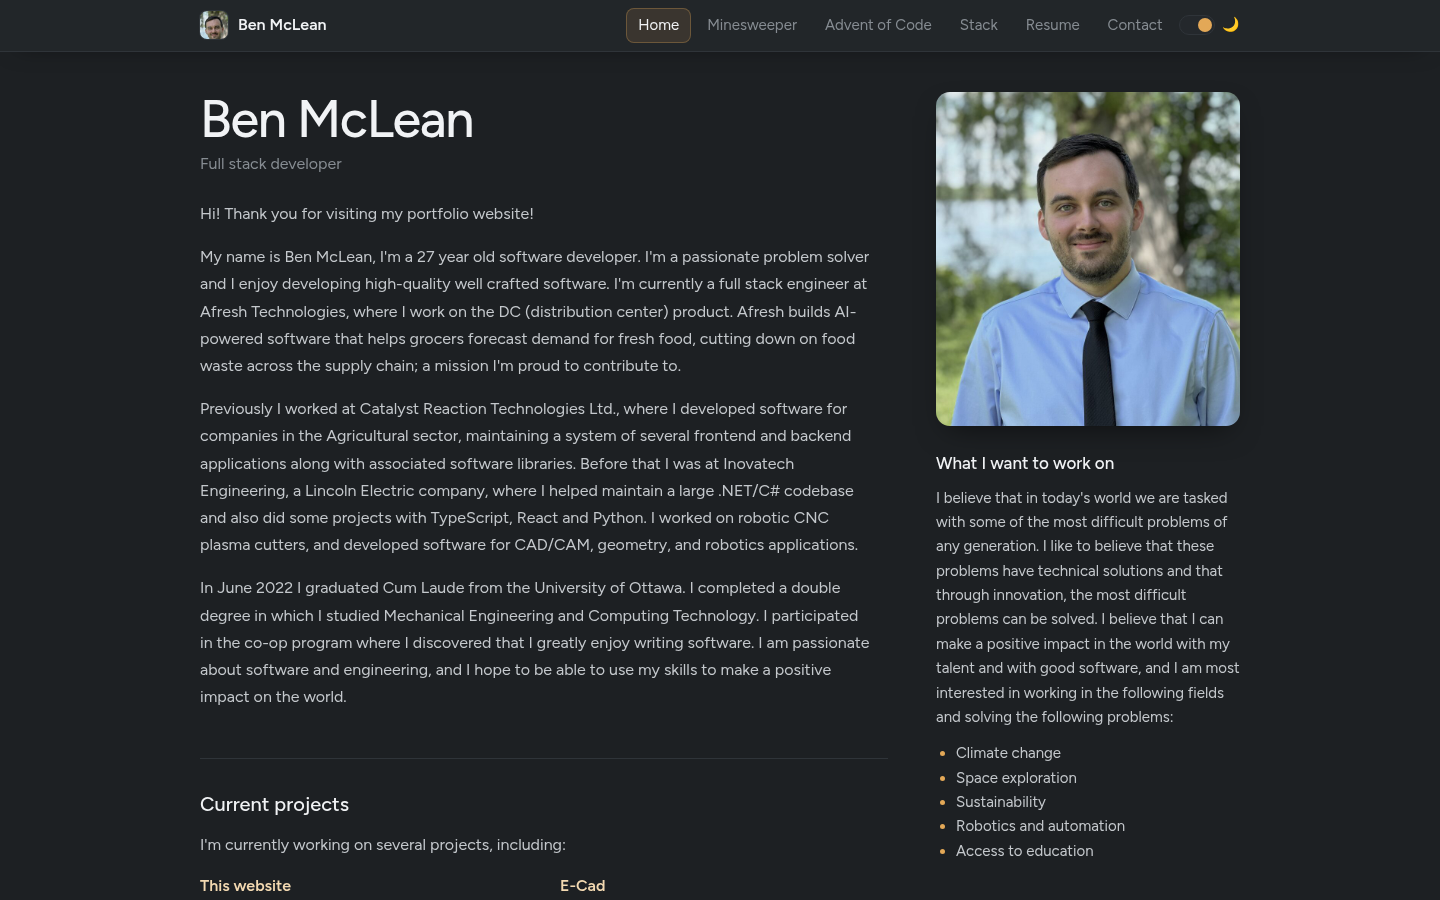 Ben McLean
Home
Minesweeper
Advent of Code
Stack
Resume
Contact
Ben McLean
Full stack developer
Hi! Thank you for visiting my portfolio website!
My name is Ben McLean, I'm a 27 year old software developer. I'm a passionate problem solver
and I enjoy developing high-quality well crafted software. I'm currently a full stack engineer at
Afresh Technologies, where I work on the DC (distribution center) product. Afresh builds AI-
powered software that helps grocers forecast demand for fresh food, cutting down on food
waste across the supply chain; a mission I'm proud to contribute to.
Previously I worked at Catalyst Reaction Technologies Ltd., where I developed software for
companies in the Agricultural sector, maintaining a system of several frontend and backend
applications along with associated software libraries. Before that I was at Inovatech
Engineering, a Lincoln Electric company, where I helped maintain a large .NET/C# codebase
and also did some projects with TypeScript, React and Python. I worked on robotic CNC
plasma cutters, and developed software for CAD/CAM, geometry, and robotics applications.
In June 2022 I graduated Cum Laude from the University of Ottawa. I completed a double
degree in which I studied Mechanical Engineering and Computing Technology. I participated
in the co-op program where I discovered that I greatly enjoy writing software. I am passionate
about software and engineering, and I hope to be able to use my skills to make a positive
impact on the world.
Current projects
I'm currently working on several projects, including:
This website
E-Cad
What I want to work on
I believe that in today's world we are tasked
with some of the most difficult problems of
any generation. I like to believe that these
problems have technical solutions and that
through innovation, the most difficult
problems can be solved. I believe that I can
make a positive impact in the world with my
talent and with good software, and I am most
interested in working in the following fields
and solving the following problems:
Climate change
Space exploration
Sustainability
Robotics and automation
Access to education